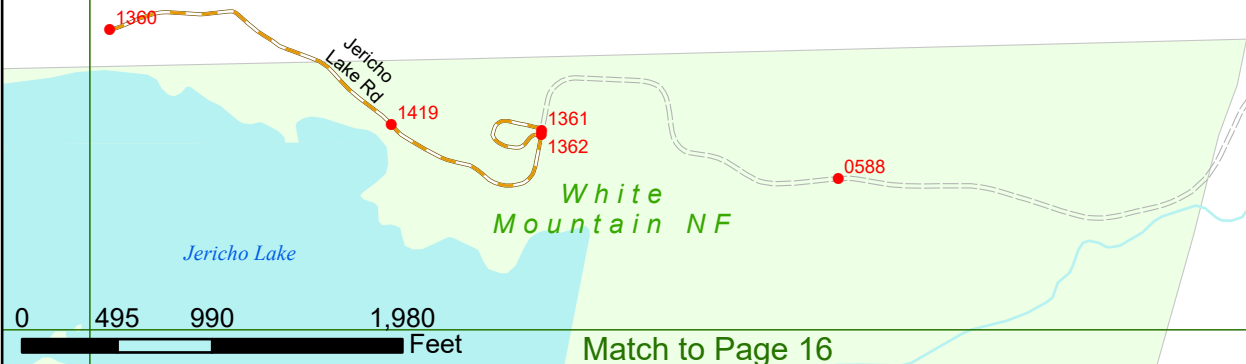 1360
Jericho
Lake Rd
1419
1361
1362
0588
White
Mountain NF
Jericho Lake
0 495 990 1,980
Feet
Match to Page 16